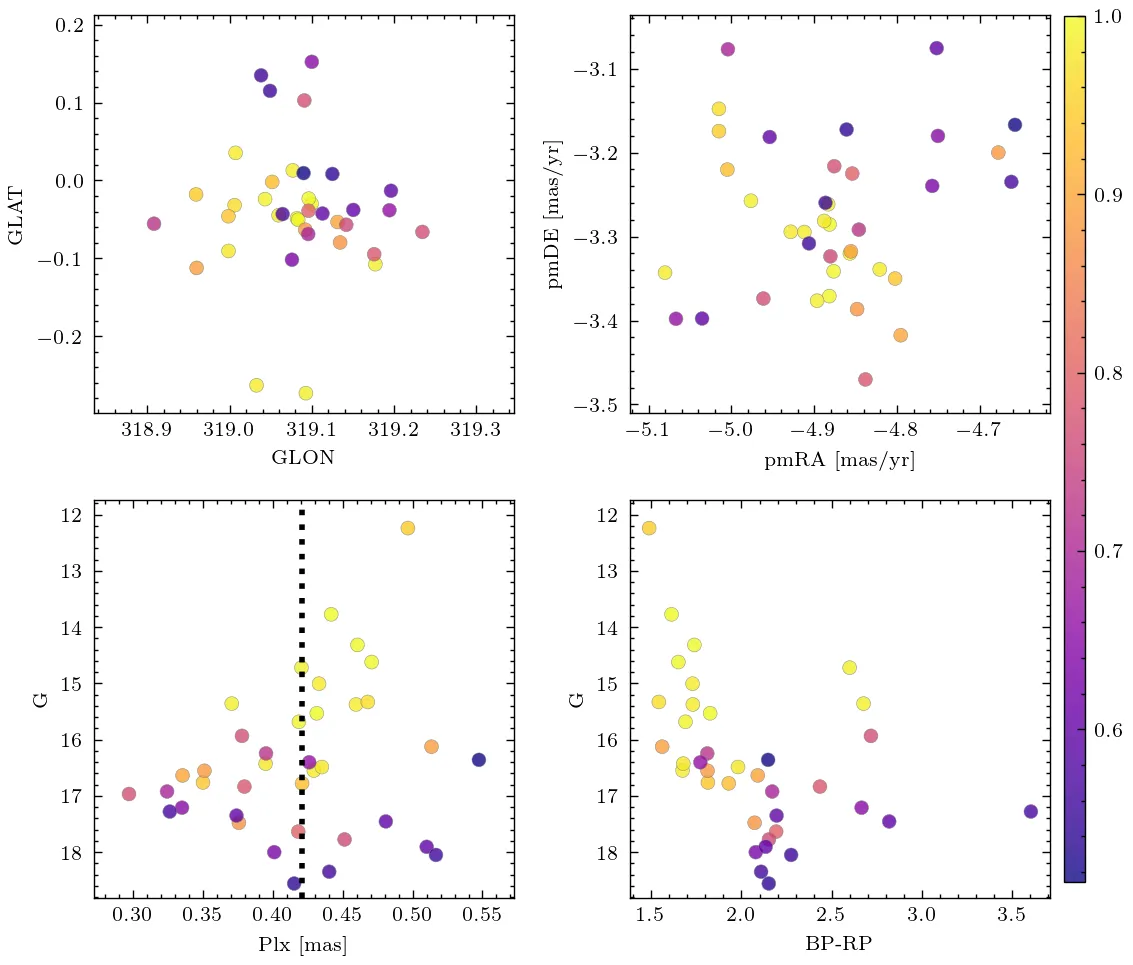 0.2
0.1
0.0
−0.1
−0.2
GLAT
318.9 319.0 319.1 319.2 319.3
GLON
−3.1
−3.2
−3.3
−3.4
−3.5
pmDE [mas/yr]
−5.1 −5.0 −4.9 −4.8 −4.7
pmRA [mas/yr]
1.0
0.9
0.8
0.7
0.6
12
13
14
15
16
17
18
G
0.30 0.35 0.40 0.45 0.50 0.55
Plx [mas]
12
13
14
15
16
17
18
G
1.5 2.0 2.5 3.0 3.5
BP-RP